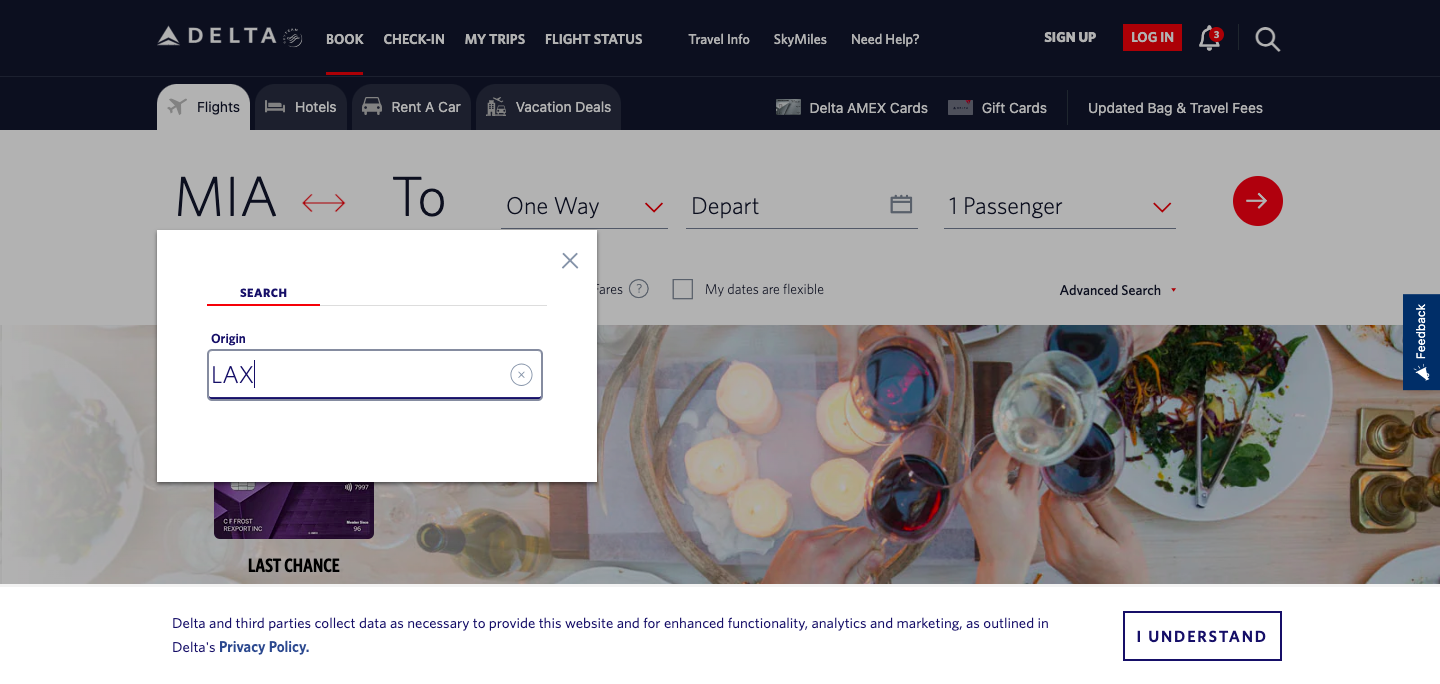 DELTA
BOOK
CHECK-IN
MY TRIPS
FLIGHT STATUS
Travel Info
SkyMiles
Need Help?
SIGN UP
LOG IN
3
Flights
Hotels
Rent A Car
Vacation Deals
Delta AMEX Cards
Gift Cards
Updated Bag & Travel Fees
MIA
To
One Way
Depart
1 Passenger
SEARCH
Origin
LAX
Fares
?
My dates are flexible
Advanced Search
Feedback
7997
C F FROST
REXPORT INC
Member Since
96
LAST CHANCE
Delta and third parties collect data as necessary to provide this website and for enhanced functionality, analytics and marketing, as outlined in
Delta's Privacy Policy.
I UNDERSTAND